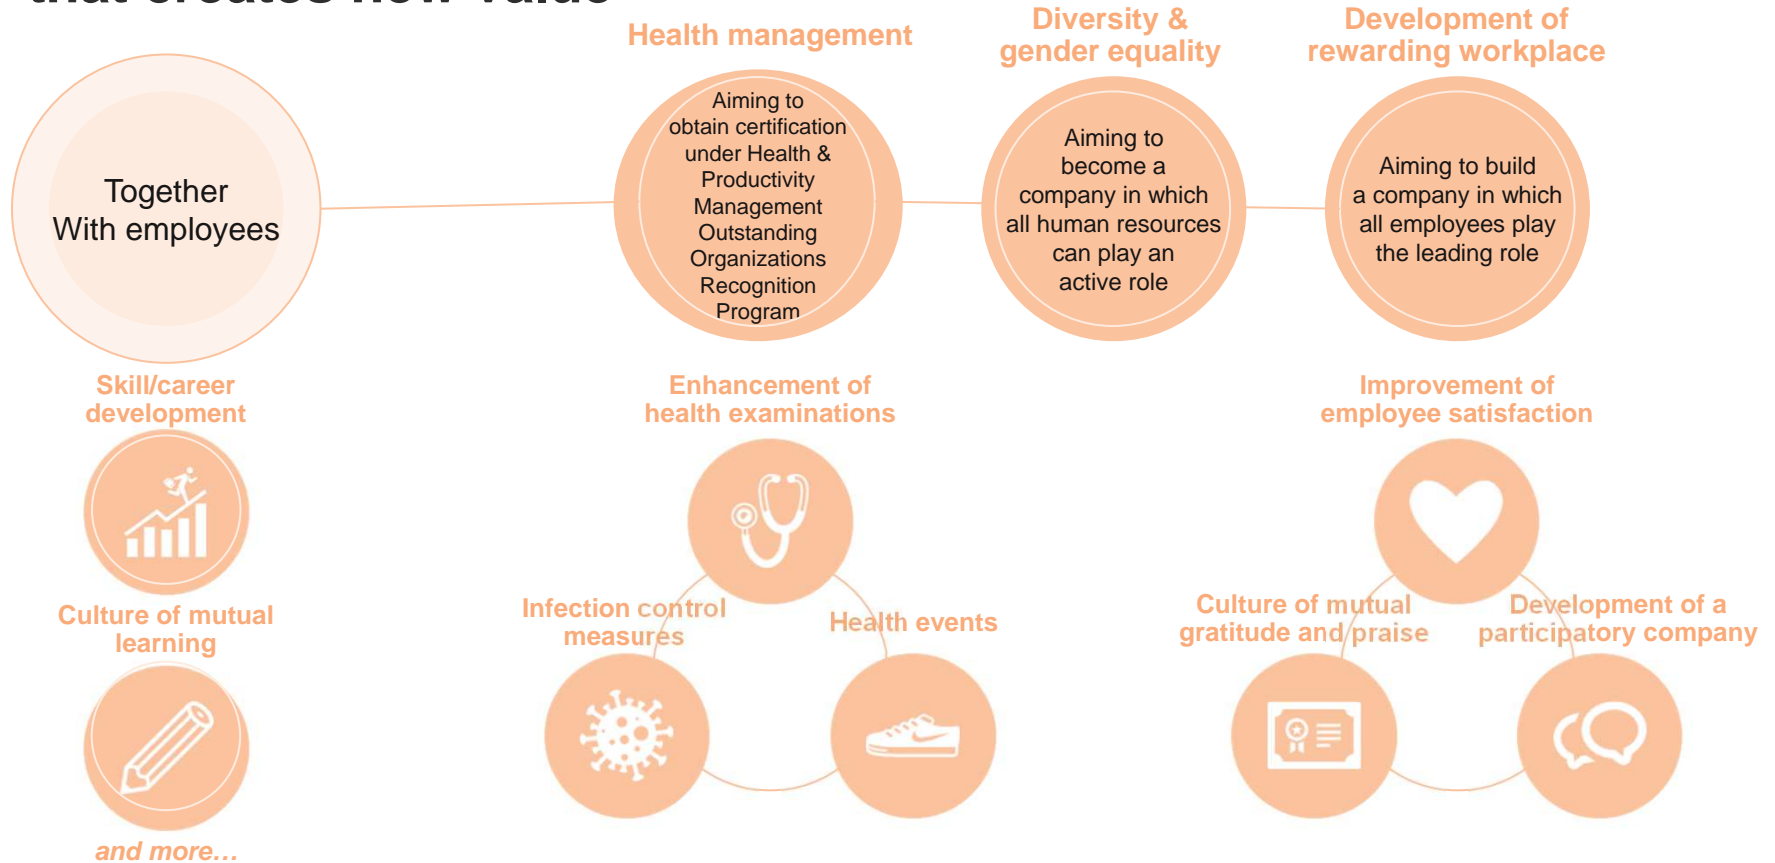 that creates new value
Health management
Diversity &
gender equality
Development of
rewarding workplace
Together
With employees
Aiming to
obtain certification
under Health &
Productivity
Management
Outstanding
Organizations
Recognition
Program
Aiming to
become a
company in which
all human resources
can play an
active role
Aiming to build
a company in which
all employees play
the leading role
Skill/career
development
Culture of mutual
learning
and more...
Enhancement of
health examinations
Infection control
measures
Health events
Improvement of
employee satisfaction
Culture of mutual
gratitude and praise
Development of a
participatory company